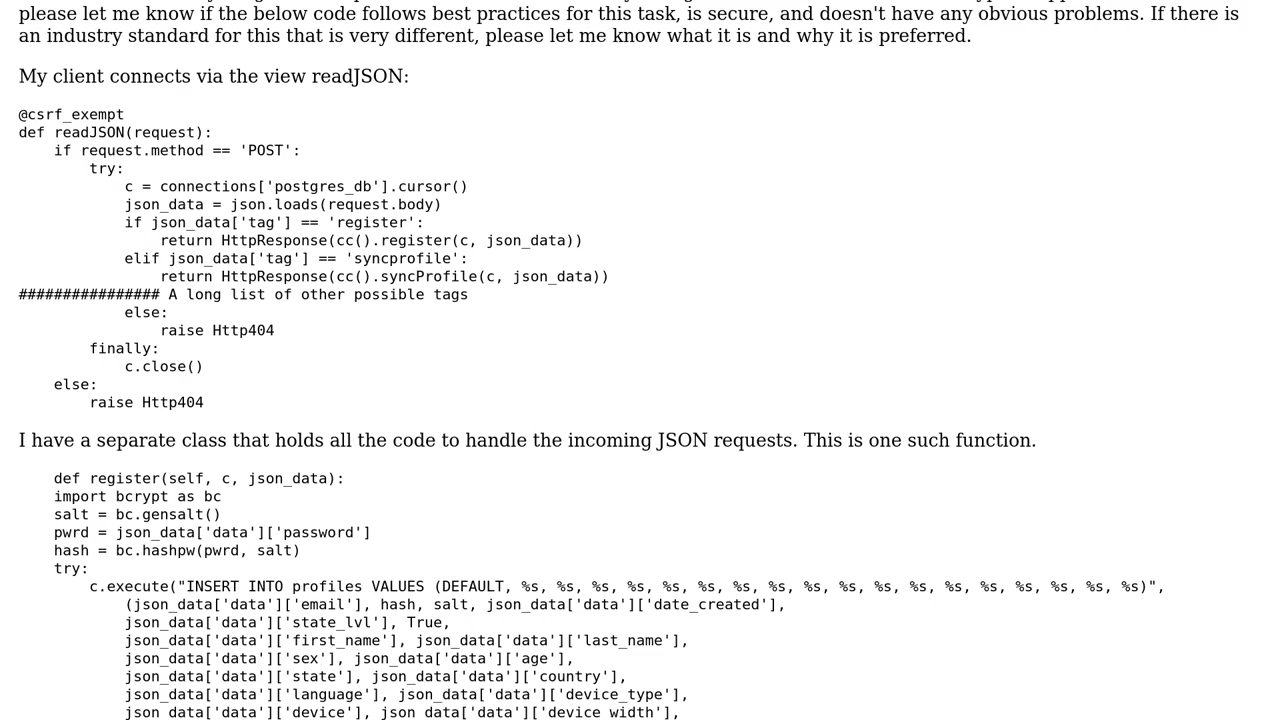 please let me know if the below code follows best practices for this task, is secure, and doesn't have any obvious problems. If there is
an industry standard for this that is very different, please let me know what it is and why it is preferred.
My client connects via the view readJSON:
@csrf_exempt
def readJSON(request):
    if request.method == 'POST':
        try:
            c = connections['postgres_db'].cursor()
            json_data = json.loads(request.body)
            if json_data['tag'] == 'register':
                return HttpResponse(cc().register(c, json_data))
            elif json_data['tag'] == 'syncprofile':
                return HttpResponse(cc().syncProfile(c, json_data))
################ A long list of other possible tags
            else:
                raise Http404
        finally:
            c.close()
    else:
        raise Http404
I have a separate class that holds all the code to handle the incoming JSON requests. This is one such function.
    def register(self, c, json_data):
    import bcrypt as bc
    salt = bc.gensalt()
    pwrd = json_data['data']['password']
    hash = bc.hashpw(pwrd, salt)
    try:
        c.execute("INSERT INTO profiles VALUES (DEFAULT, %s, %s, %s, %s, %s, %s, %s, %s, %s, %s, %s, %s, %s, %s, %s, %s, %s, %s)",
            (json_data['data']['email'], hash, salt, json_data['data']['date_created'],
            json_data['data']['state_lvl'], True,
            json_data['data']['first_name'], json_data['data']['last_name'],
            json_data['data']['sex'], json_data['data']['age'],
            json_data['data']['state'], json_data['data']['country'],
            json_data['data']['language'], json_data['data']['device_type'],
            json_data['data']['device'], json_data['data']['device_width'],